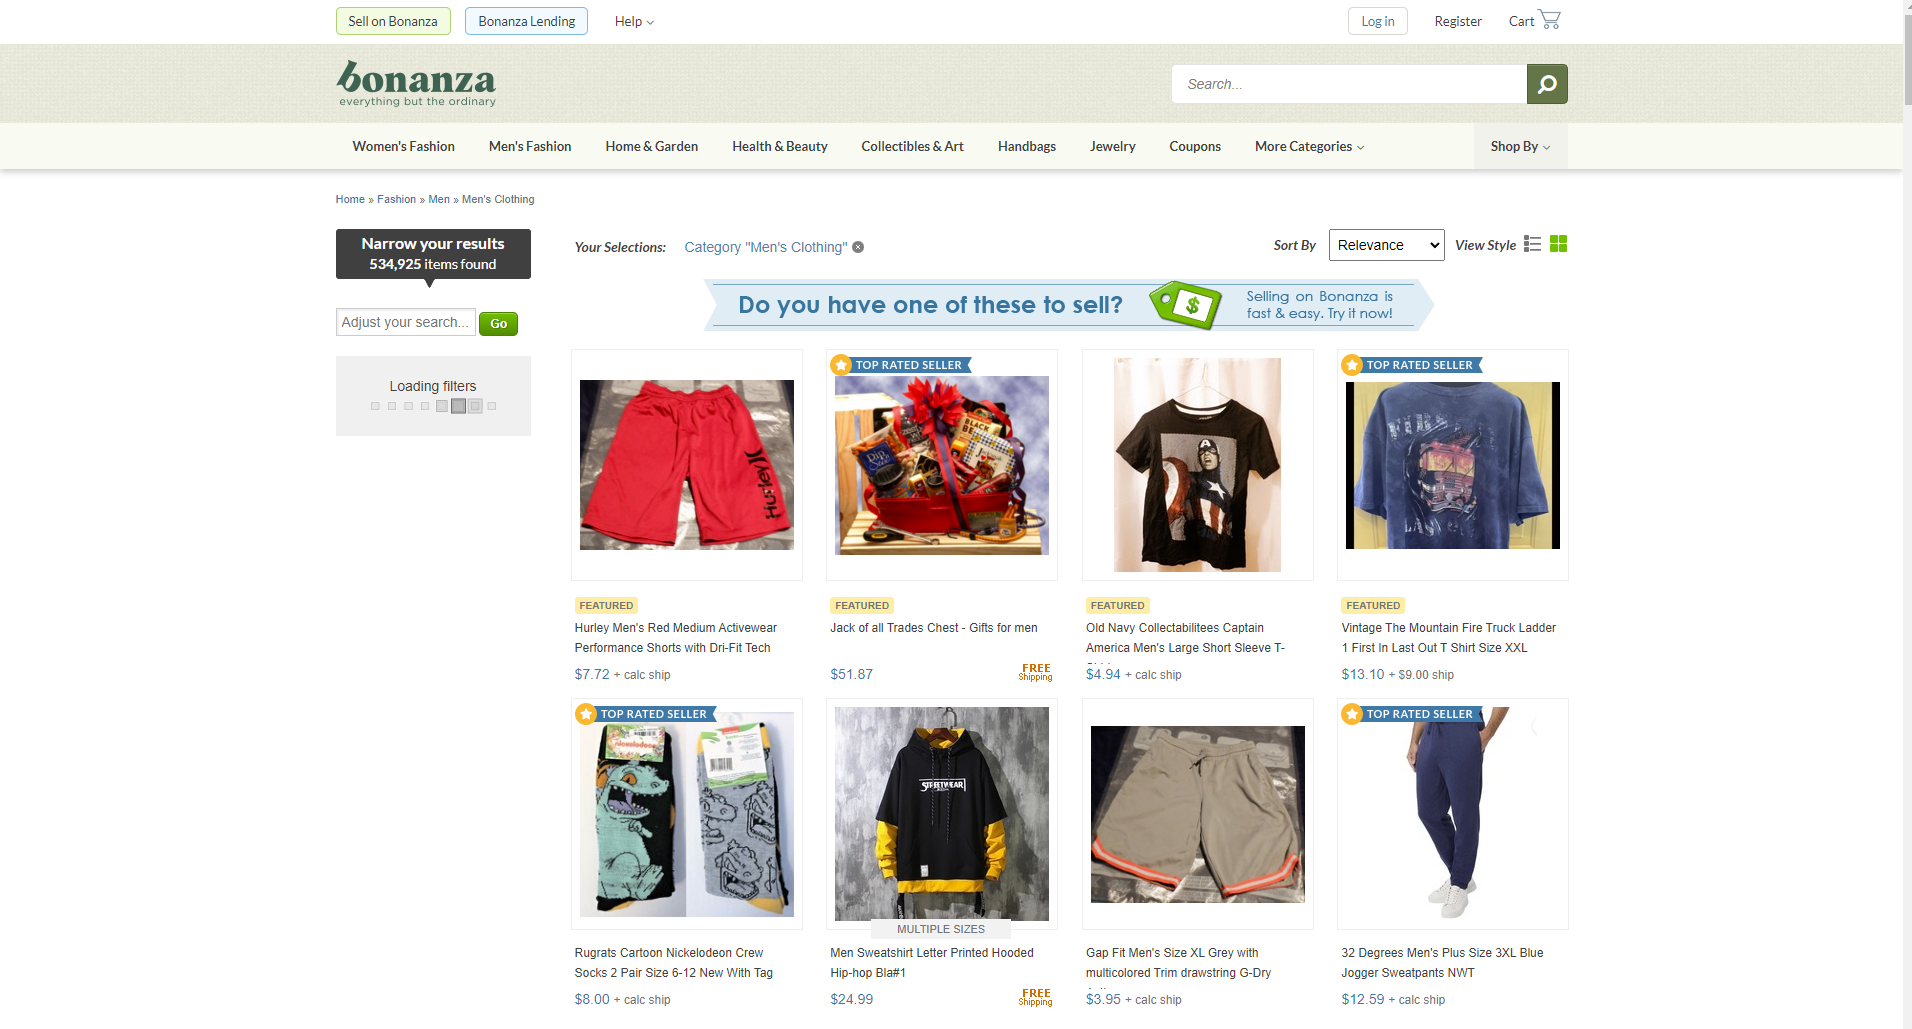 Sell on Bonanza
Bonanza Lending
Help
Log in
Register
Cart
bonanza
everything but the ordinary
Search...
Women's Fashion
Men's Fashion
Home & Garden
Health & Beauty
Collectibles & Art
Handbags
Jewelry
Coupons
More Categories
Shop By
Home » Fashion » Men » Men's Clothing
Narrow your results
534,925 items found
Adjust your search...
Go
Loading filters
Your Selections:
Category "Men's Clothing"
Sort By
Relevance
View Style
Do you have one of these to sell?
$
Selling on Bonanza is
fast & easy. Try it now!
Hurley
TOP RATED SELLER
TOP RATED SELLER
FEATURED
Hurley Men's Red Medium Activewear
Performance Shorts with Dri-Fit Tech
$7.72 + calc ship
FEATURED
Jack of all Trades Chest - Gifts for men
$51.87
FREE
Shipping
FEATURED
Old Navy Collectabilitees Captain
America Men's Large Short Sleeve T-
$4.94 + calc ship
FEATURED
Vintage The Mountain Fire Truck Ladder
1 First In Last Out T Shirt Size XXL
$13.10 + $9.00 ship
TOP RATED SELLER
nickelodeon
STREETWEAR
MULTIPLE SIZES
TOP RATED SELLER
Rugrats Cartoon Nickelodeon Crew
Socks 2 Pair Size 6-12 New With Tag
$8.00 + calc ship
Men Sweatshirt Letter Printed Hooded
Hip-hop Bla#1
$24.99
FREE
Shipping
Gap Fit Men's Size XL Grey with
multicolored Trim drawstring G-Dry
$3.95 + calc ship
32 Degrees Men's Plus Size 3XL Blue
Jogger Sweatpants NWT
$12.59 + calc ship